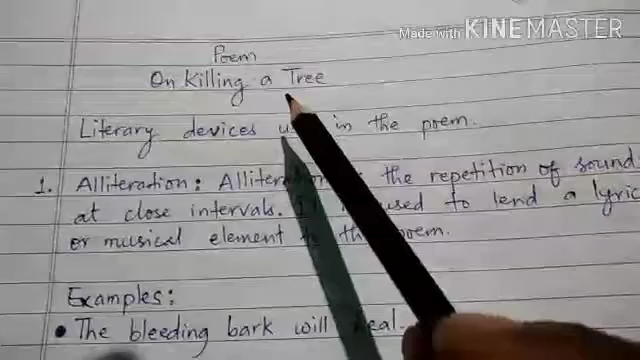 Made with KINEMASTER
Poem
On Killing a Tree
Literary devices in the poem.
1. Alliteration: the repetition of sound
at close intervals. used to lend a lyric
or musical element the poem.
Examples:
• The bleeding bark will heal.